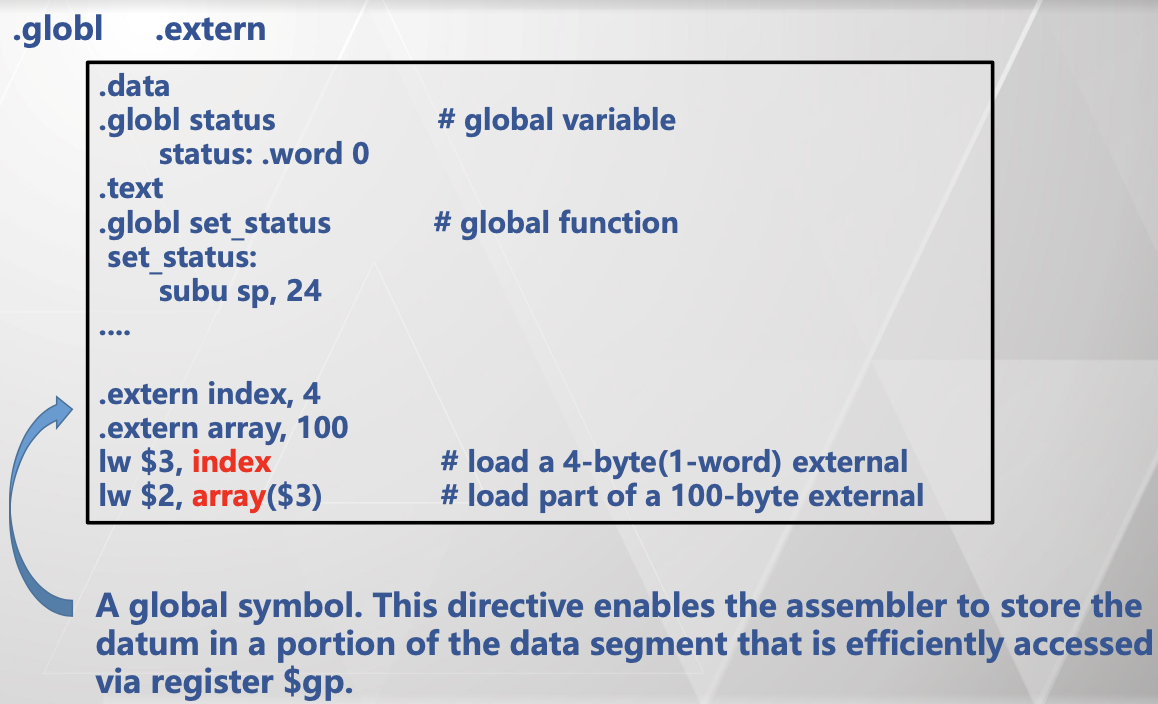 .globl .extern
.data
.globl status # global variable
status: .word 0
.text
.globl set_status # global function
set_status:
subu sp, 24
....
.extern index, 4
.extern array, 100
lw $3, index # load a 4-byte(1-word) external
lw $2, array($3) # load part of a 100-byte external
A global symbol. This directive enables the assembler to store the
datum in a portion of the data segment that is efficiently accessed
via register $gp.